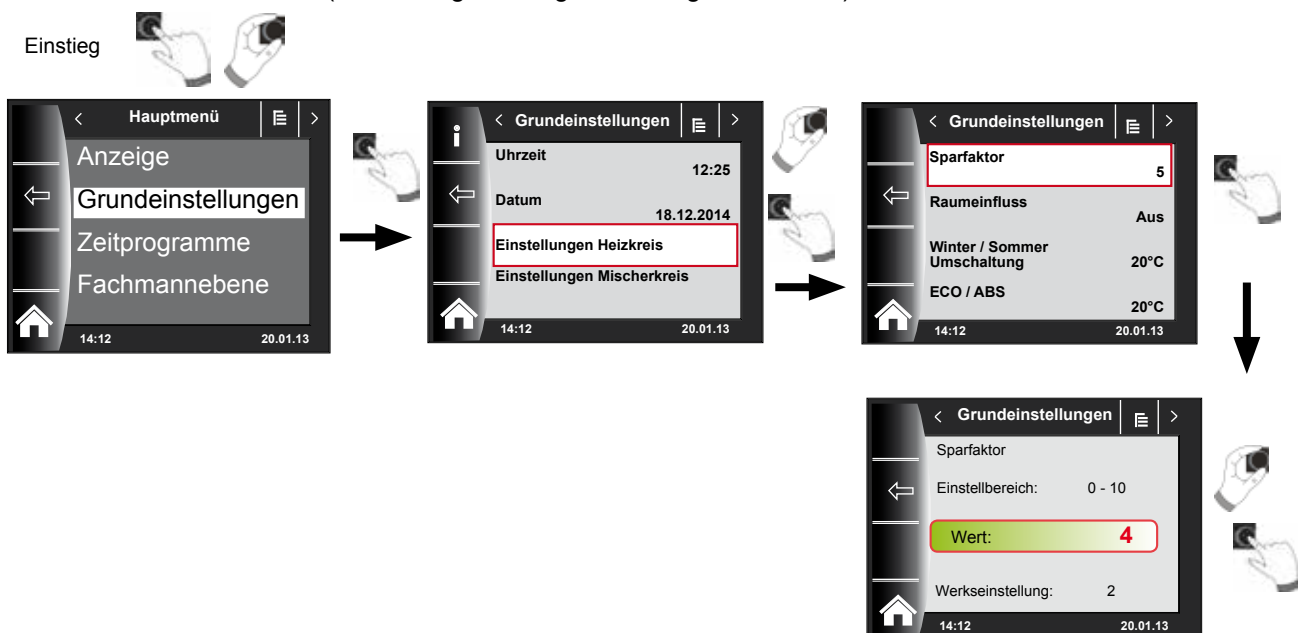 Einstieg
< Hauptmenü >
Anzeige
Grundeinstellungen
Zeitprogramme
Fachmannebene
14:12 20.01.13
i
< Grundeinstellungen >
Uhrzeit
12:25
Datum
18.12.2014
Einstellungen Heizkreis
Einstellungen Mischerkreis
14:12 20.01.13
< Grundeinstellungen >
Sparfaktor
5
Raumeinfluss
Aus
Winter / Sommer
Umschaltung 20°C
ECO / ABS
20°C
14:12 20.01.13
< Grundeinstellungen >
Sparfaktor
Einstellbereich: 0 - 10
Wert: 4
Werkseinstellung: 2
14:12 20.01.13